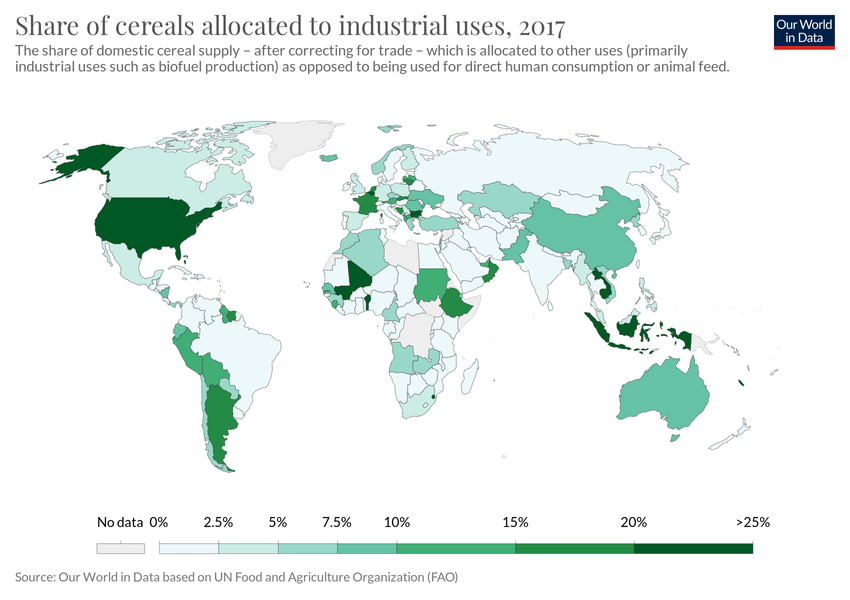 Share of cereals allocated to industrial uses, 2017
Our World
in Data
The share of domestic cereal supply – after correcting for trade – which is allocated to other uses (primarily
industrial uses such as biofuel production) as opposed to being used for direct human consumption or animal feed.
No data 0% 2.5% 5% 7.5% 10% 15% 20% >25%
Source: Our World in Data based on UN Food and Agriculture Organization (FAO)